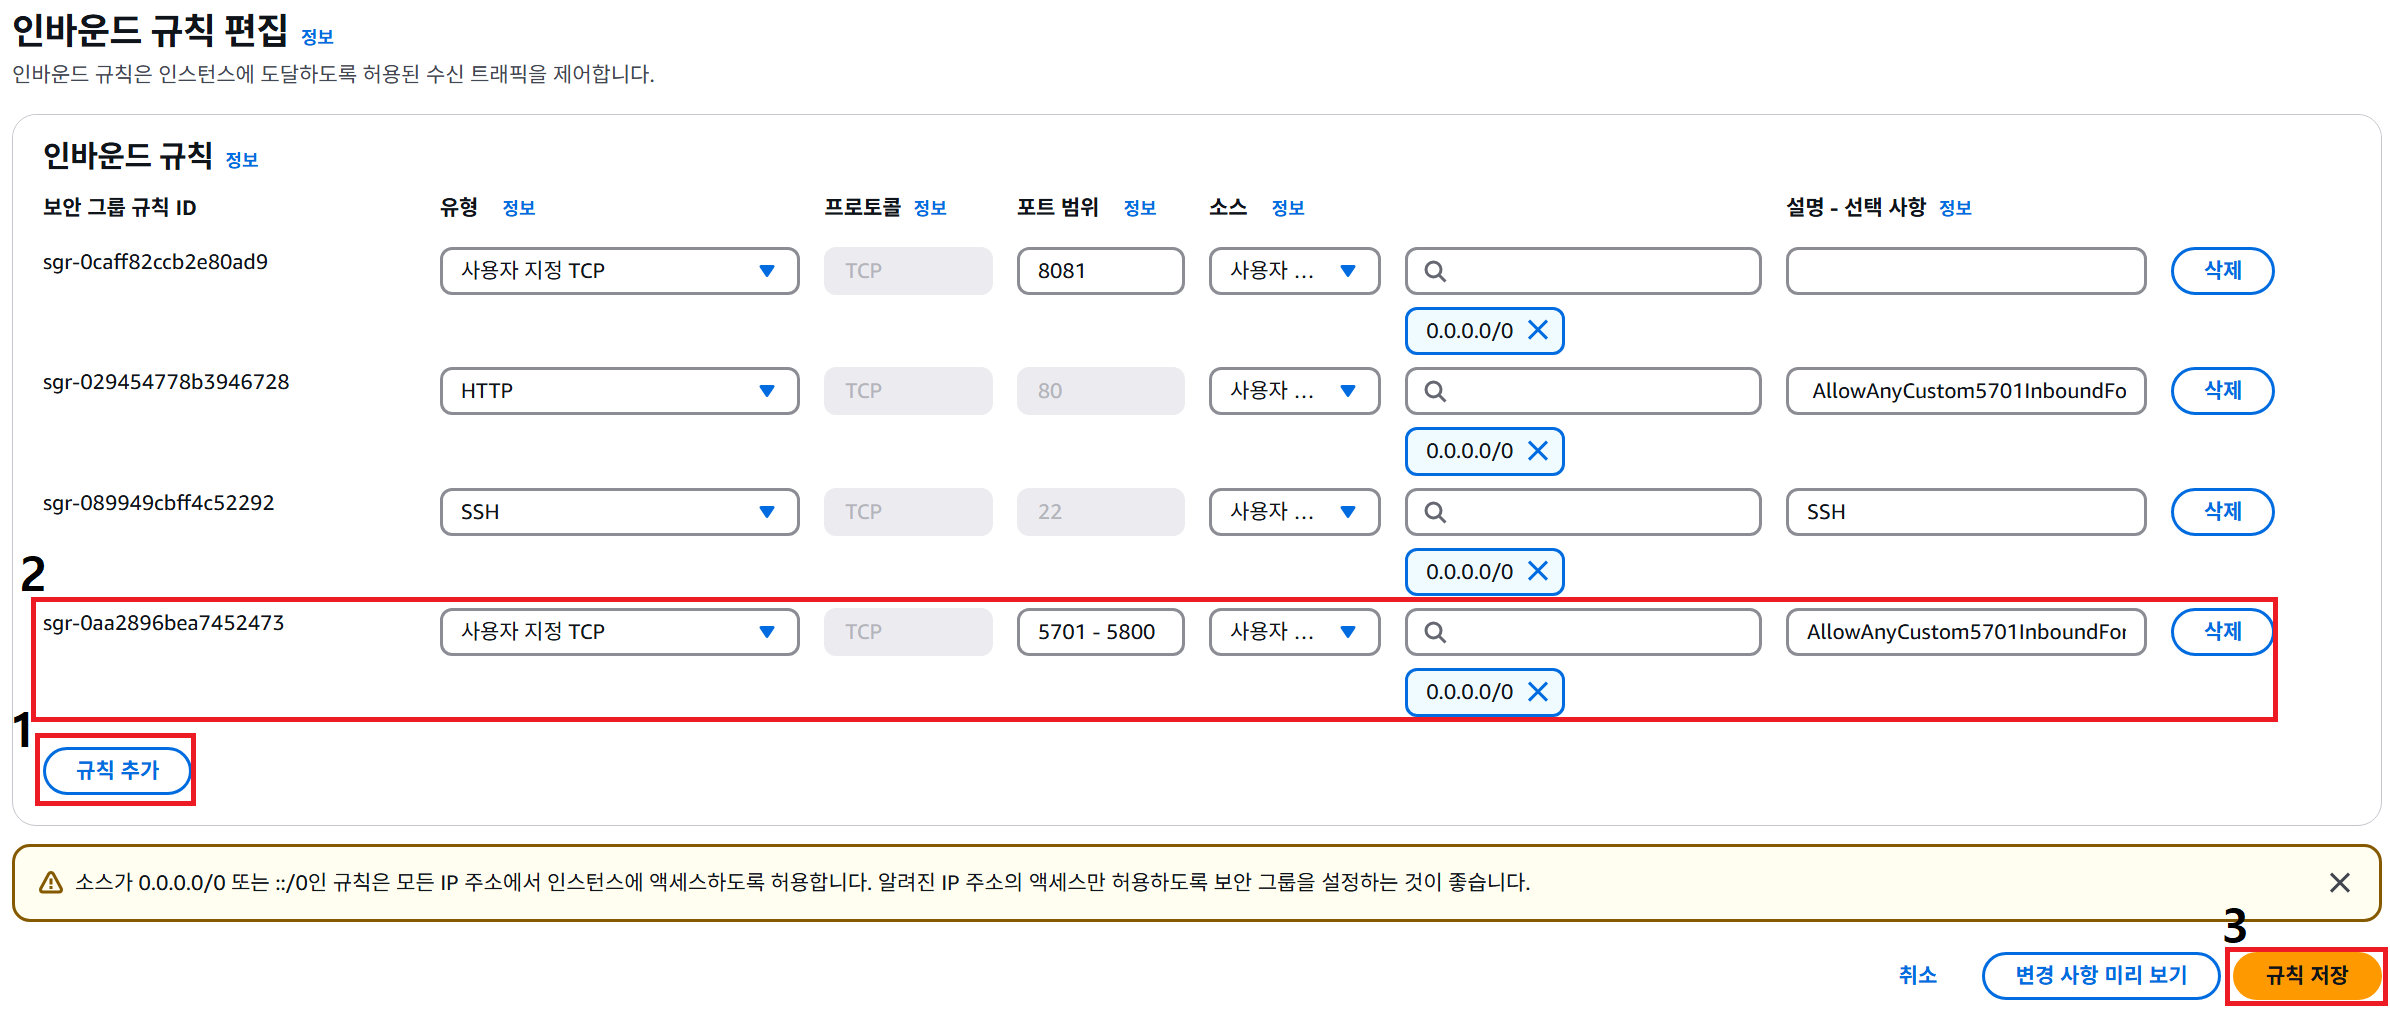 인바운드 규칙 편집 정보
인바운드 규칙은 인스턴스에 도달하도록 허용된 수신 트래픽을 제어합니다.
인바운드 규칙 정보
보안 그룹 규칙 ID 유형 정보 프로토콜 정보 포트 범위 정보 소스 정보 설명 - 선택 사항 정보
sgr-0caff82ccb2e80ad9 사용자 지정 TCP TCP 8081 사용자 ... 삭제
0.0.0.0/0
sgr-029454778b3946728 HTTP TCP 80 사용자 ... AllowAnyCustom5701InboundFo 삭제
0.0.0.0/0
sgr-089949cbff4c52292 SSH TCP 22 사용자 ... SSH 삭제
0.0.0.0/0
2
sgr-0aa2896bea7452473 사용자 지정 TCP TCP 5701 - 5800 사용자 ... AllowAnyCustom5701InboundFor 삭제
0.0.0.0/0
1
규칙 추가
소스가 0.0.0.0/0 또는 ::/0인 규칙은 모든 IP 주소에서 인스턴스에 액세스하도록 허용합니다. 알려진 IP 주소의 액세스만 허용하도록 보안 그룹을 설정하는 것이 좋습니다.
3
취소 변경 사항 미리 보기 규칙 저장